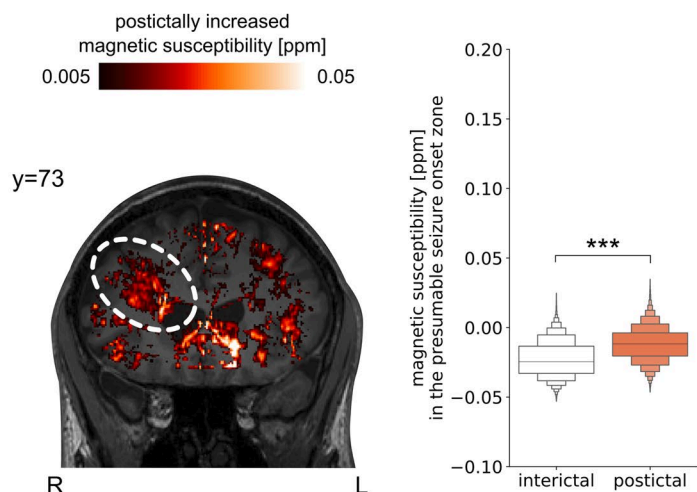 postictally increased
magnetic susceptibility [ppm]
0.005
0.05
y=73
R
L
magnetic susceptibility [ppm]
in the presumable seizure onset zone
0.20
0.15
0.10
0.05
0.00
−0.05
−0.10
***
interictal
postictal